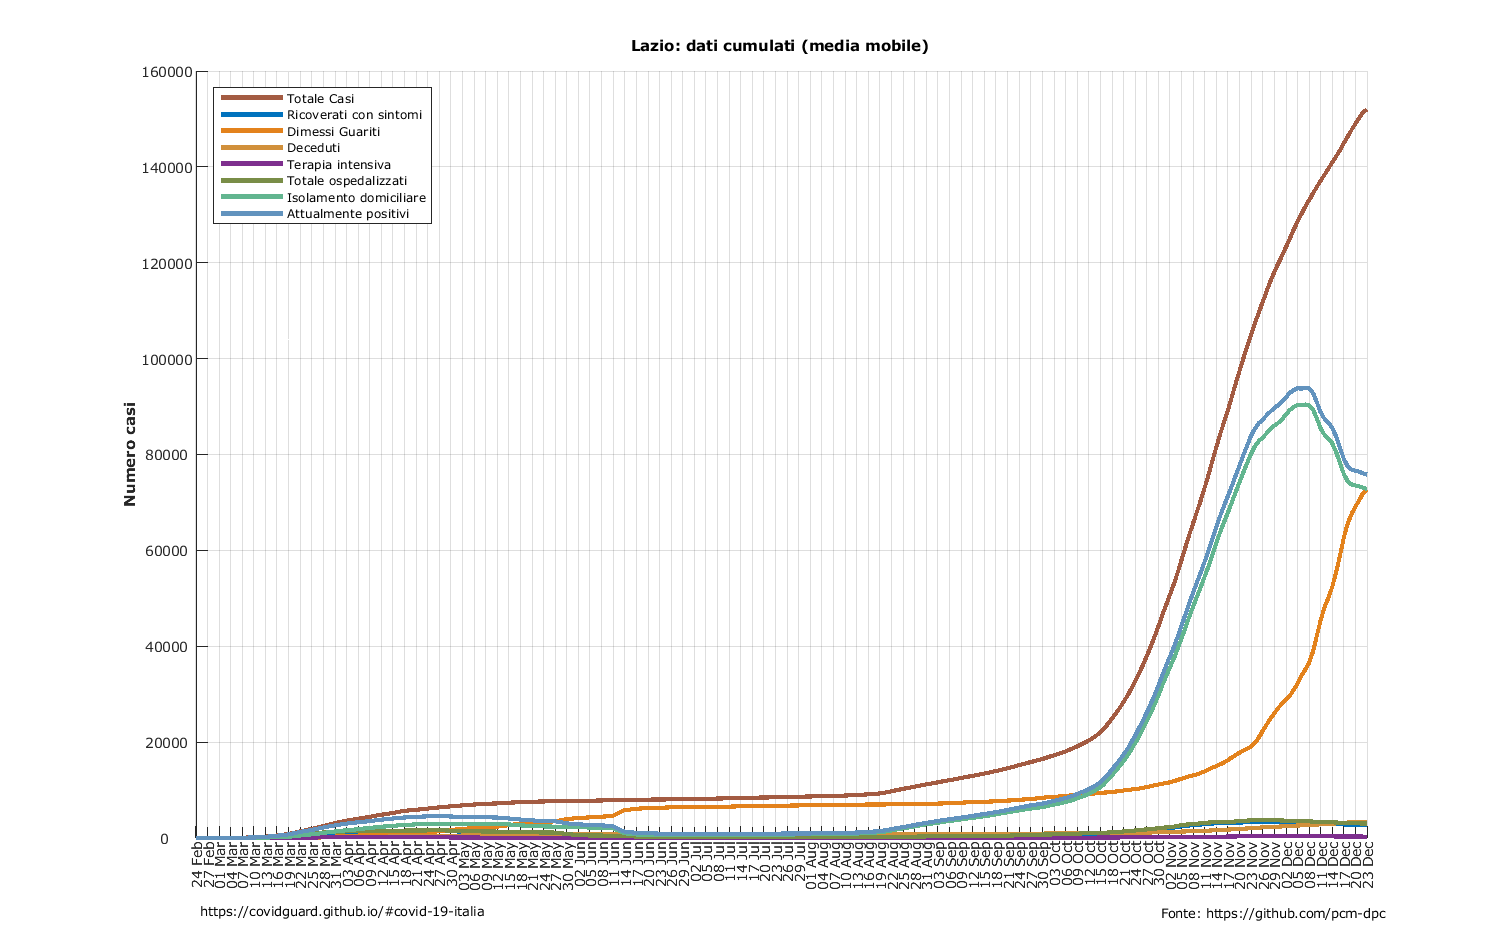 Lazio: dati cumulati (media mobile)
160000
140000
120000
100000
80000
60000
40000
20000
0
Numero casi
Totale Casi
Ricoverati con sintomi
Dimessi Guariti
Deceduti
Terapia intensiva
Totale ospedalizzati
Isolamento domiciliare
Attualmente positivi
24 Feb
27 Feb
01 Mar
04 Mar
07 Mar
10 Mar
13 Mar
16 Mar
19 Mar
22 Mar
25 Mar
28 Mar
31 Mar
03 Apr
06 Apr
09 Apr
12 Apr
15 Apr
18 Apr
21 Apr
24 Apr
27 Apr
30 Apr
03 May
06 May
09 May
12 May
15 May
18 May
21 May
24 May
27 May
30 May
02 Jun
05 Jun
08 Jun
11 Jun
14 Jun
17 Jun
20 Jun
23 Jun
26 Jun
29 Jun
02 Jul
05 Jul
08 Jul
11 Jul
14 Jul
17 Jul
20 Jul
23 Jul
26 Jul
29 Jul
01 Aug
04 Aug
07 Aug
10 Aug
13 Aug
16 Aug
19 Aug
22 Aug
25 Aug
28 Aug
31 Aug
03 Sep
06 Sep
09 Sep
12 Sep
15 Sep
18 Sep
21 Sep
24 Sep
27 Sep
30 Sep
03 Oct
06 Oct
09 Oct
12 Oct
15 Oct
18 Oct
21 Oct
24 Oct
27 Oct
30 Oct
02 Nov
05 Nov
08 Nov
11 Nov
14 Nov
17 Nov
20 Nov
23 Nov
26 Nov
29 Nov
02 Dec
05 Dec
08 Dec
11 Dec
14 Dec
17 Dec
20 Dec
23 Dec
https://covidguard.github.io/#covid-19-italia
Fonte: https://github.com/pcm-dpc